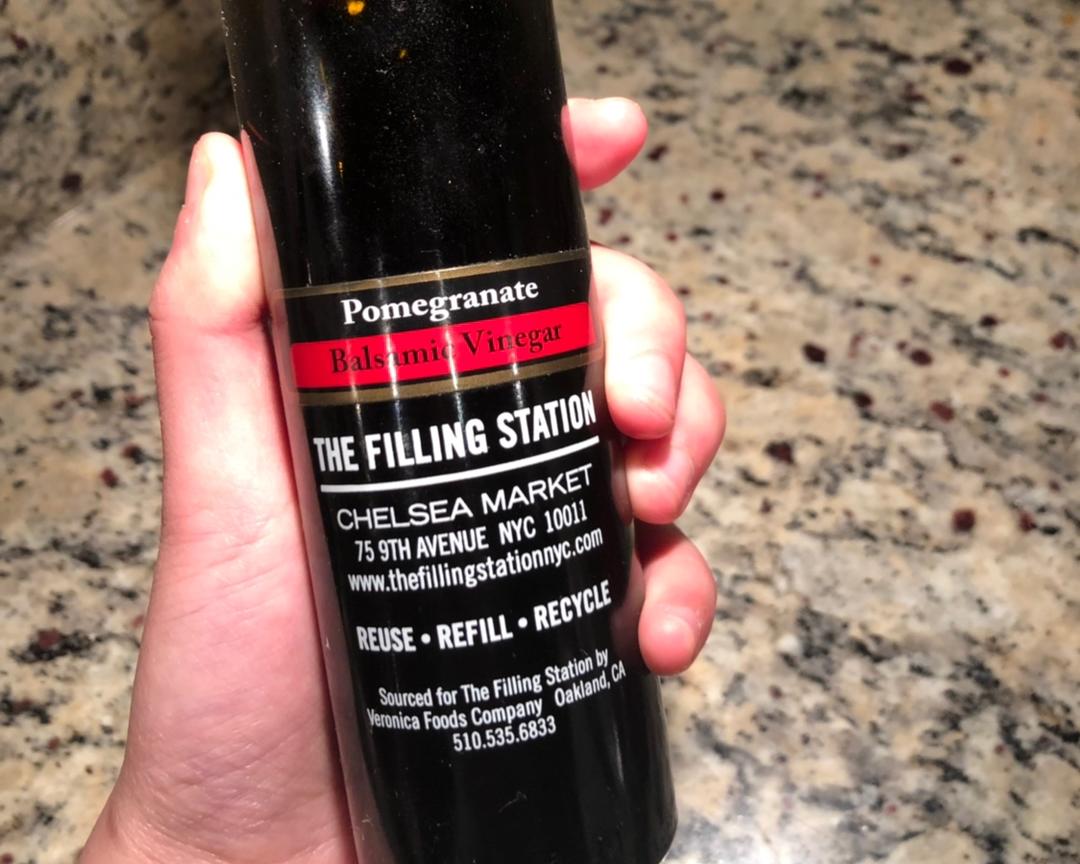 Pomegranate
Balsamic Vinegar
THE FILLING STATION
CHELSEA MARKET
75 9TH AVENUE NYC 10011
www.thefillingstationnyc.com
REUSE • REFILL • RECYCLE
Sourced for The Filling Station by
Veronica Foods Company Oakland, CA
510.535.6833